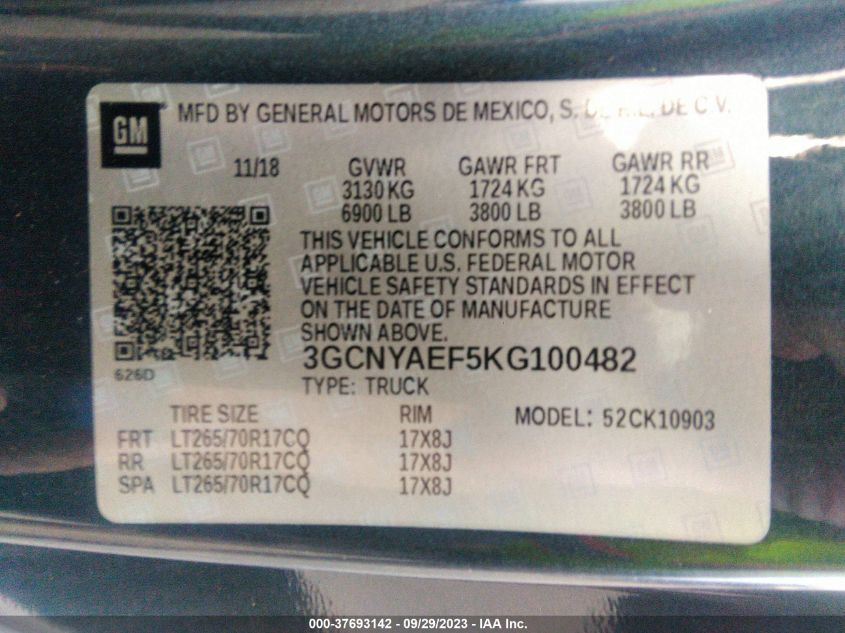 GM
MFD BY GENERAL MOTORS DE MEXICO, S. DE R.L. DE C.V.
11/18 GVWR GAWR FRT GAWR RR
3130 KG 1724 KG 1724 KG
6900 LB 3800 LB 3800 LB
THIS VEHICLE CONFORMS TO ALL
APPLICABLE U.S. FEDERAL MOTOR
VEHICLE SAFETY STANDARDS IN EFFECT
ON THE DATE OF MANUFACTURE
SHOWN ABOVE.
626D
3GCNYAEF5KG100482
TYPE: TRUCK
TIRE SIZE RIM MODEL: 52CK10903
FRT LT265/70R17CQ 17X8J
RR LT265/70R17CQ 17X8J
SPA LT265/70R17CQ 17X8J
000-37693142 - 09/29/2023 - IAA Inc.